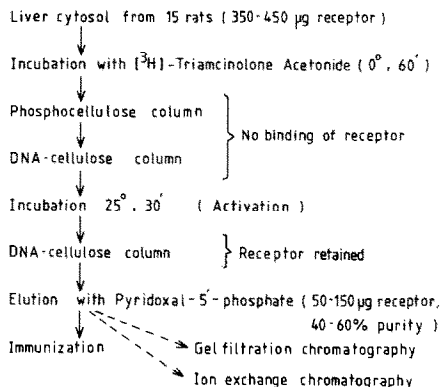 Liver cytosol from 15 rats (350-450 µg receptor)
Incubation with [³H]-Triamcinolone Acetonide (0°, 60')
Phosphocellulose column
No binding of receptor
DNA-cellulose column
Incubation 25°, 30' (Activation)
DNA-cellulose column
Receptor retained
Elution with Pyridoxal-5'-phosphate (50-150 µg receptor,
40-60% purity)
Immunization
Gel filtration chromatography
Ion exchange chromatography